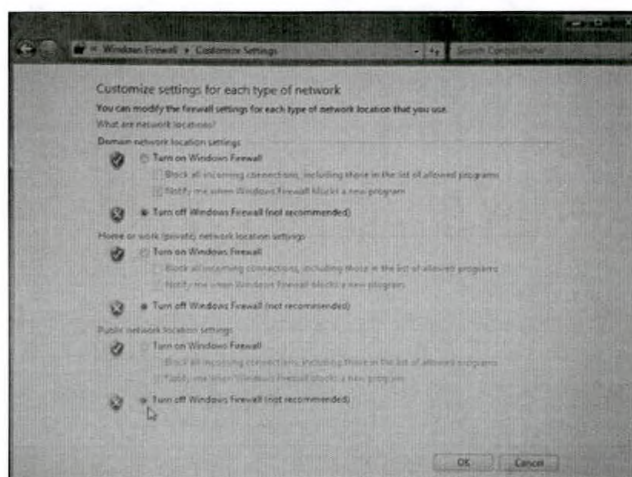 Windows Firewall ▸ Customize Settings
Search Control Panel
Customize settings for each type of network
You can modify the firewall settings for each type of network location that you use.
What are network locations?
Domain network location settings
Turn on Windows Firewall
Block all incoming connections, including those in the list of allowed programs
Notify me when Windows Firewall blocks a new program
Turn off Windows Firewall (not recommended)
Home or work (private) network location settings
Turn on Windows Firewall
Block all incoming connections, including those in the list of allowed programs
Notify me when Windows Firewall blocks a new program
Turn off Windows Firewall (not recommended)
Public network location settings
Turn on Windows Firewall
Block all incoming connections, including those in the list of allowed programs
Notify me when Windows Firewall blocks a new program
Turn off Windows Firewall (not recommended)
OK
Cancel